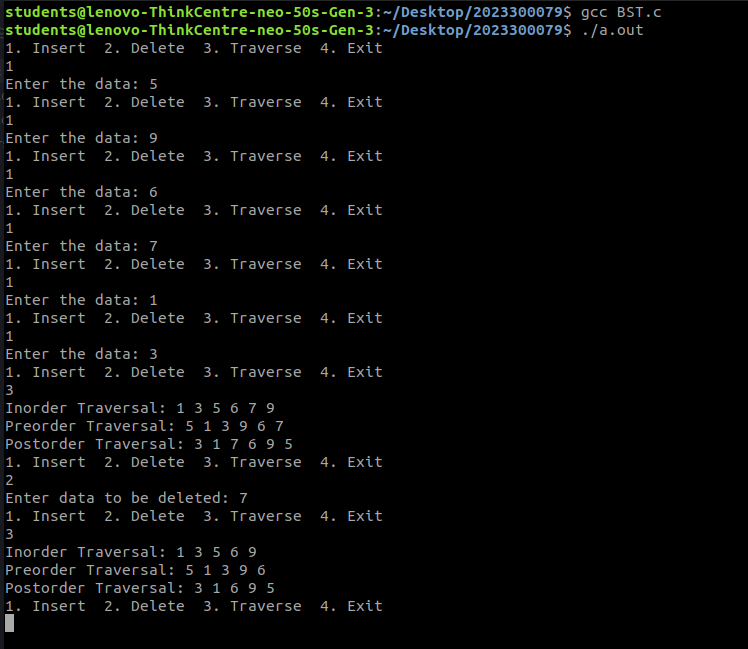 students@lenovo-ThinkCentre-neo-50s-Gen-3:~/Desktop/2023300079$ gcc BST.c
students@lenovo-ThinkCentre-neo-50s-Gen-3:~/Desktop/2023300079$ ./a.out
1. Insert  2. Delete  3. Traverse  4. Exit
1
Enter the data: 5
1. Insert  2. Delete  3. Traverse  4. Exit
1
Enter the data: 9
1. Insert  2. Delete  3. Traverse  4. Exit
1
Enter the data: 6
1. Insert  2. Delete  3. Traverse  4. Exit
1
Enter the data: 7
1. Insert  2. Delete  3. Traverse  4. Exit
1
Enter the data: 1
1. Insert  2. Delete  3. Traverse  4. Exit
1
Enter the data: 3
1. Insert  2. Delete  3. Traverse  4. Exit
3
Inorder Traversal: 1 3 5 6 7 9
Preorder Traversal: 5 1 3 9 6 7
Postorder Traversal: 3 1 7 6 9 5
1. Insert  2. Delete  3. Traverse  4. Exit
2
Enter data to be deleted: 7
1. Insert  2. Delete  3. Traverse  4. Exit
3
Inorder Traversal: 1 3 5 6 9
Preorder Traversal: 5 1 3 9 6
Postorder Traversal: 3 1 6 9 5
1. Insert  2. Delete  3. Traverse  4. Exit